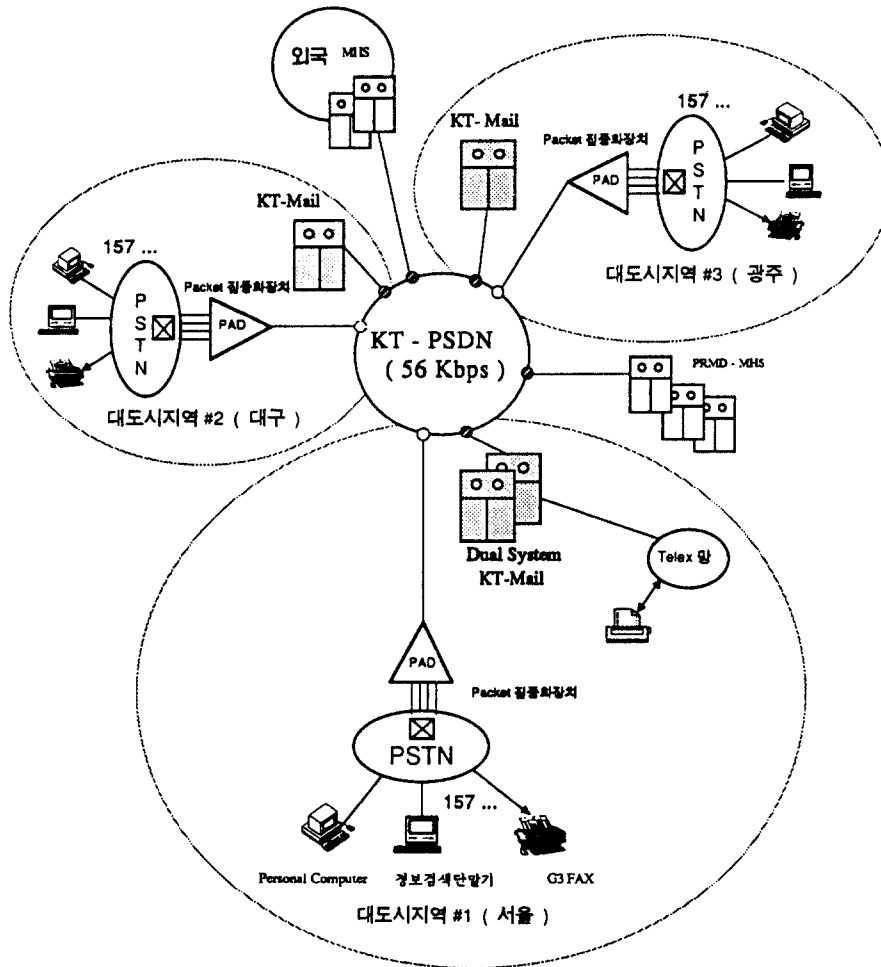 외국 MHS
KT-Mail
157 ...
Packet 집중화장치
PAD
PSTN
대도시지역 #3 ( 광주 )
KT-Mail
157 ...
Packet 집중화장치
PAD
PSTN
대도시지역 #2 ( 대구 )
KT - PSDN
( 56 Kbps )
PRMD - MHS
Dual System
KT-Mail
Telex 망
PAD
Packet 집중화장치
PSTN
157 ...
Personal Computer
정보검색단말기
G3 FAX
대도시지역 #1 ( 서울 )